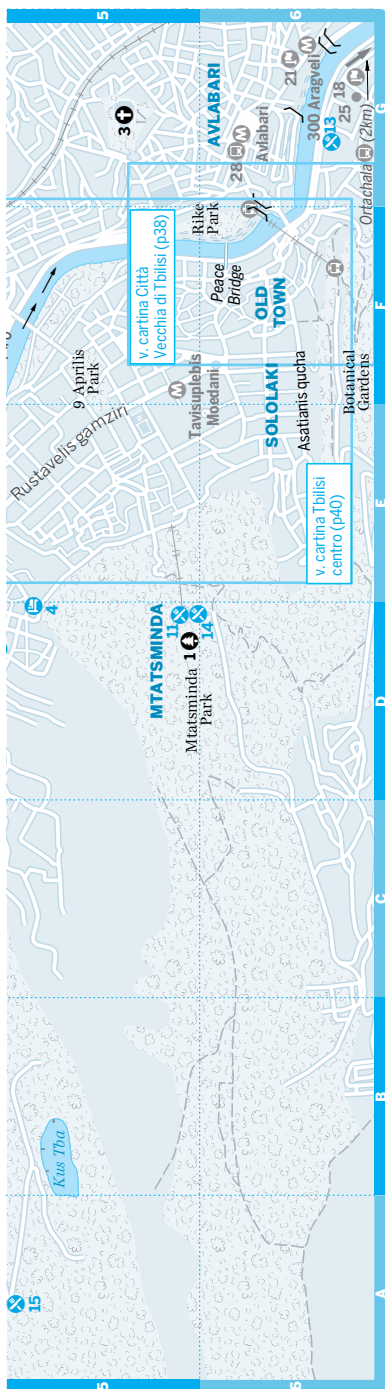 5
6
A
B
C
D
E
F
G
5
6
15
Kus Tba
4
MTATSMINDA
11
14
Mtatsminda 1
Park
Rustavelis gamziri
9 Aprilis
Park
Tavisuplebis
Moedani
SOLOLAKI
Asatianis qucha
v. cartina Tbilisi
centro (p40)
Botanical
Gardens
v. cartina Città
Vecchia di Tbilisi (p38)
Rike
Park
Peace
Bridge
OLD
TOWN
3
AVLABARI
28
M
Avlabari
21
M
300 Aragveli
13
25
18
Ortachala
(2km)
M